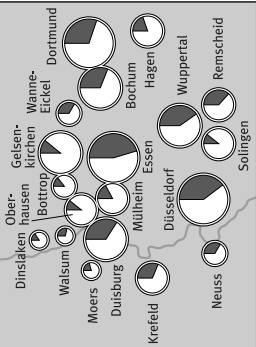 Dortmund
Hagen
Bochum
Wuppertal
Remscheid
Wanne-
Eickel
Solingen
Gelsen-
kirchen
Essen
Bottrop
Ober-
hausen
Mülheim
Düsseldorf
Dinslaken
Walsum
Moers
Duisburg
Krefeld
Neuss